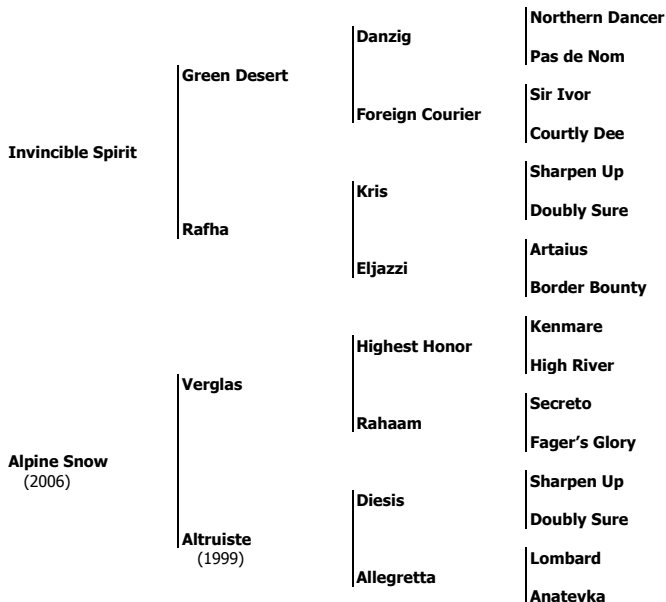 Northern Dancer
Danzig
Pas de Nom
Green Desert
Sir Ivor
Foreign Courier
Courtly Dee
Invincible Spirit
Sharpen Up
Kris
Doubly Sure
Rafha
Artaius
Eljazzi
Border Bounty
Kenmare
Highest Honor
High River
Verglas
Secreto
Rahaam
Fager's Glory
Alpine Snow
(2006)
Sharpen Up
Diesis
Doubly Sure
Altruiste
(1999)
Lombard
Allegretta
Anatevka